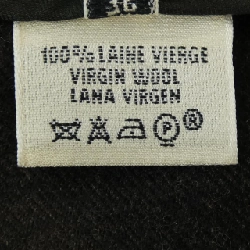 36
100% LAINE VIERGE
VIRGIN WOOL
LANA VIRGEN
P ®